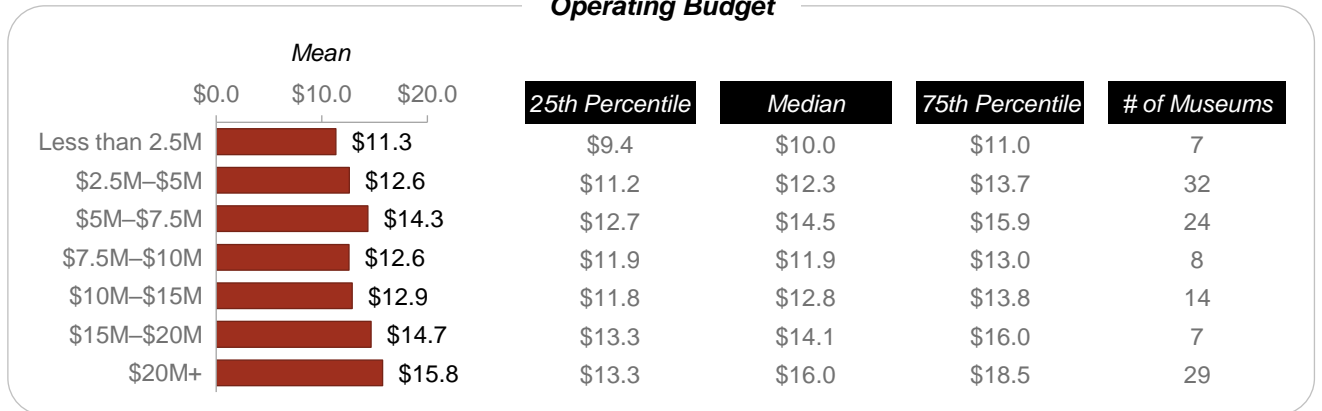 Operating Budget
Mean
$0.0 $10.0 $20.0 25th Percentile Median 75th Percentile # of Museums
Less than 2.5M $11.3 $9.4 $10.0 $11.0 7
$2.5M–$5M $12.6 $11.2 $12.3 $13.7 32
$5M–$7.5M $14.3 $12.7 $14.5 $15.9 24
$7.5M–$10M $12.6 $11.9 $11.9 $13.0 8
$10M–$15M $12.9 $11.8 $12.8 $13.8 14
$15M–$20M $14.7 $13.3 $14.1 $16.0 7
$20M+ $15.8 $13.3 $16.0 $18.5 29